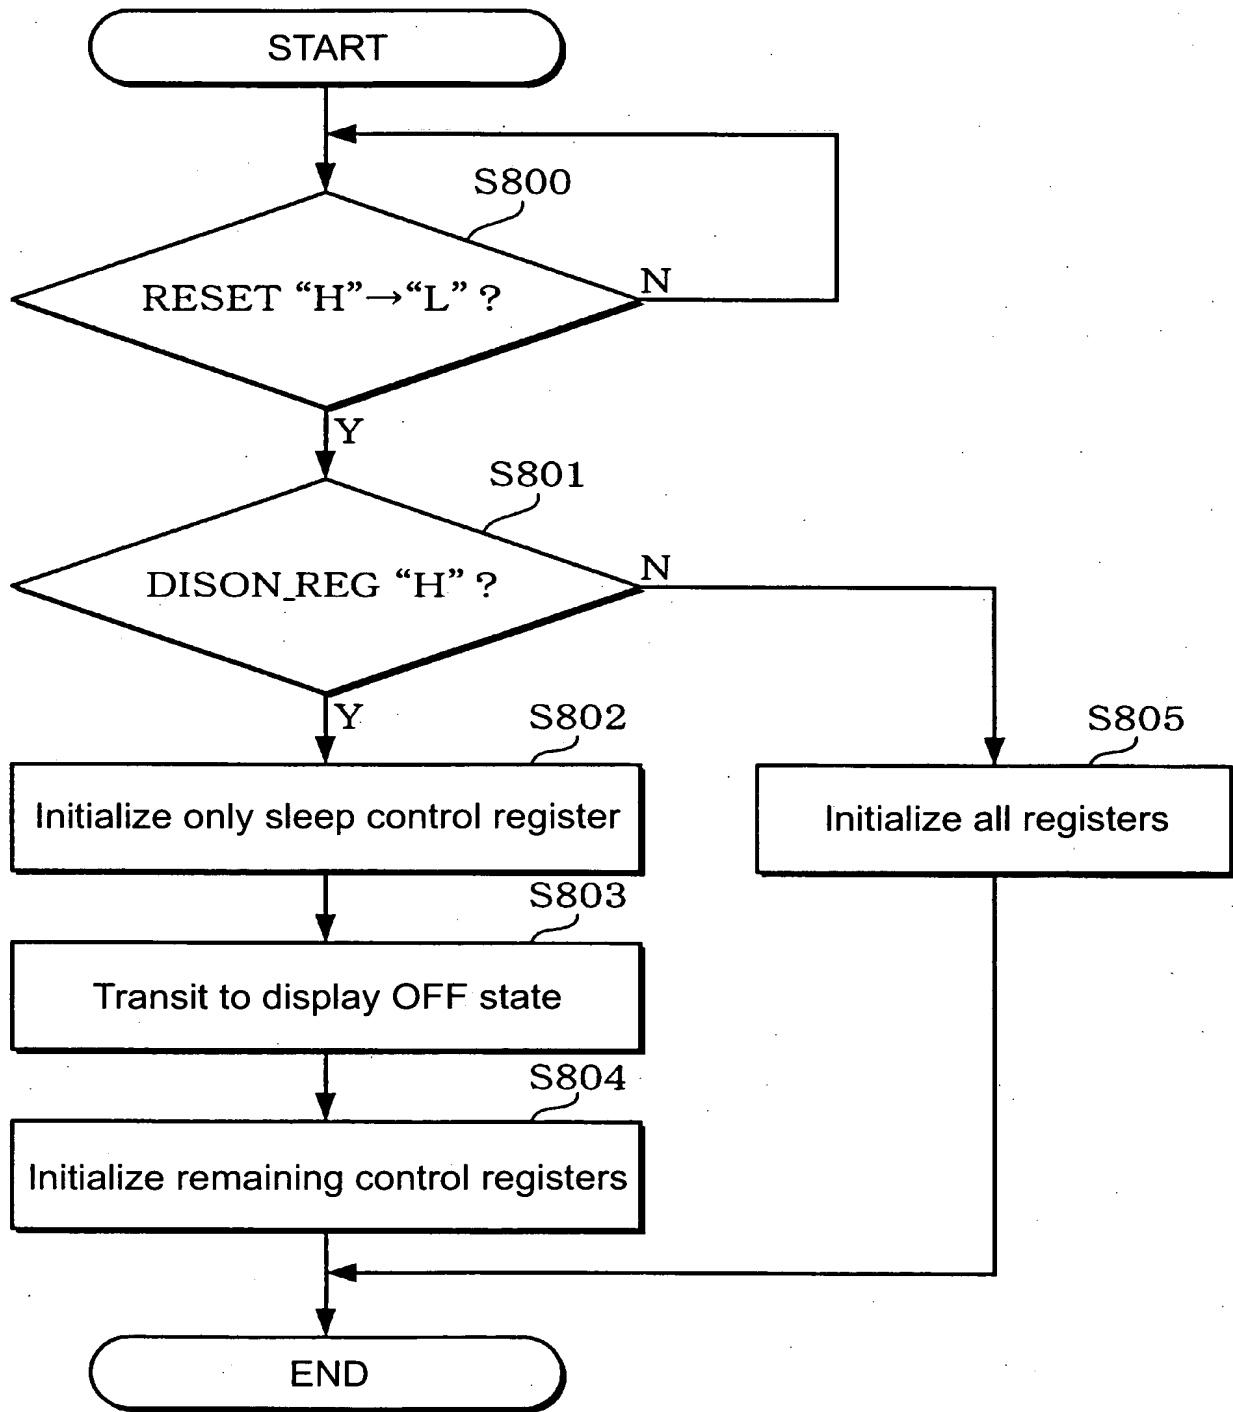 START
S800
RESET “H”→“L” ?
N
Y
S801
DISON_REG “H” ?
N
Y
S802
Initialize only sleep control register
S805
Initialize all registers
S803
Transit to display OFF state
S804
Initialize remaining control registers
END